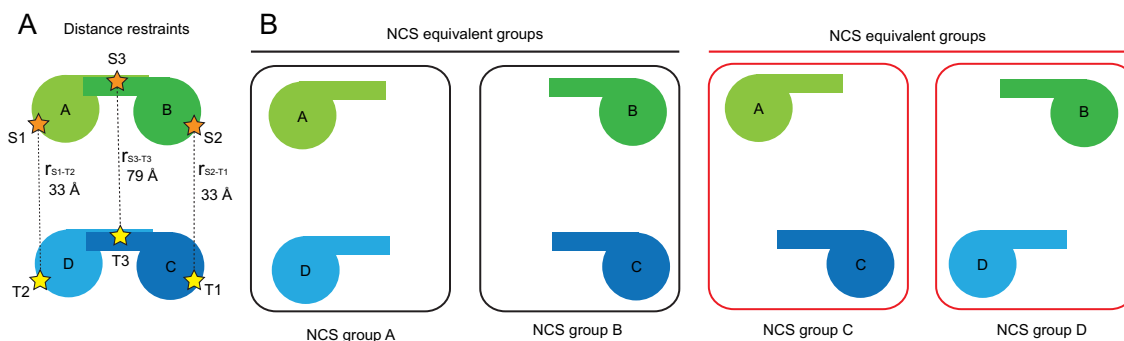 A
Distance restraints
S3
A
B
S1
S2
rS1-T2
33 Å
rS3-T3
79 Å
rS2-T1
33 Å
D
T3
C
T2
T1
B
NCS equivalent groups
A
B
D
C
NCS group A
NCS group B
NCS equivalent groups
A
B
C
D
NCS group C
NCS group D